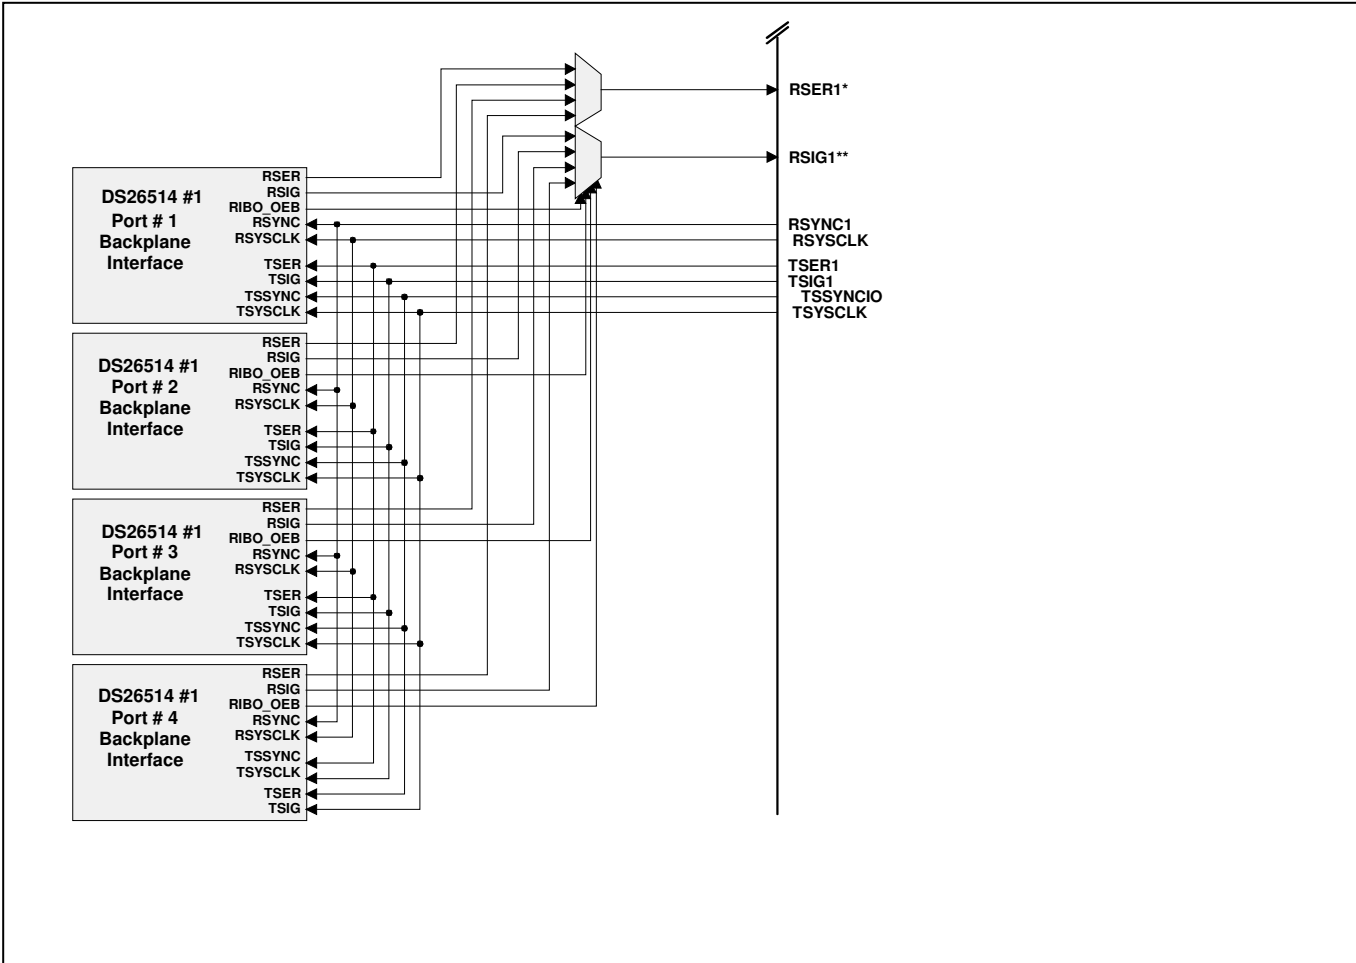 RSER1*
RSIG1**
DS26514 #1
Port # 1
Backplane
Interface
RSER
RSIG
RIBO_OEB
RSYNC
RSYSCLK
TSER
TSIG
TSSYNC
TSYSCLK
RSYNC1
RSYSCLK
TSER1
TSIG1
TSSYNCIO
TSYSCLK
DS26514 #1
Port # 2
Backplane
Interface
RSER
RSIG
RIBO_OEB
RSYNC
RSYSCLK
TSER
TSIG
TSSYNC
TSYSCLK
DS26514 #1
Port # 3
Backplane
Interface
RSER
RSIG
RIBO_OEB
RSYNC
RSYSCLK
TSER
TSIG
TSSYNC
TSYSCLK
DS26514 #1
Port # 4
Backplane
Interface
RSER
RSIG
RIBO_OEB
RSYNC
RSYSCLK
TSSYNC
TSYSCLK
TSER
TSIG